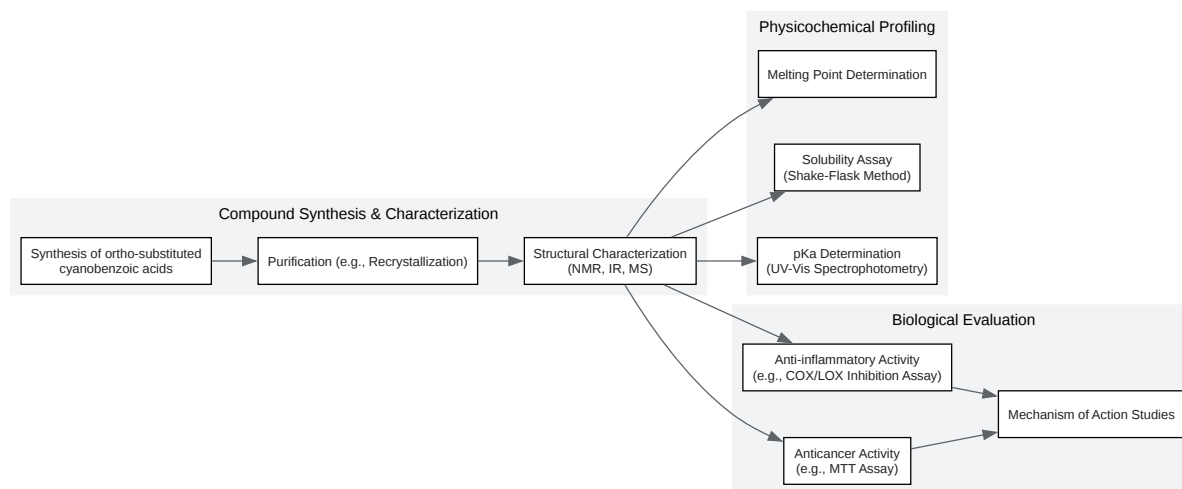 Physicochemical Profiling
Melting Point Determination
Solubility Assay
(Shake-Flask Method)
Compound Synthesis & Characterization
Synthesis of ortho-substituted
cyanobenzoic acids
Purification (e.g., Recrystallization)
Structural Characterization
(NMR, IR, MS)
pKa Determination
(UV-Vis Spectrophotometry)
Biological Evaluation
Anti-inflammatory Activity
(e.g., COX/LOX Inhibition Assay)
Mechanism of Action Studies
Anticancer Activity
(e.g., MTT Assay)